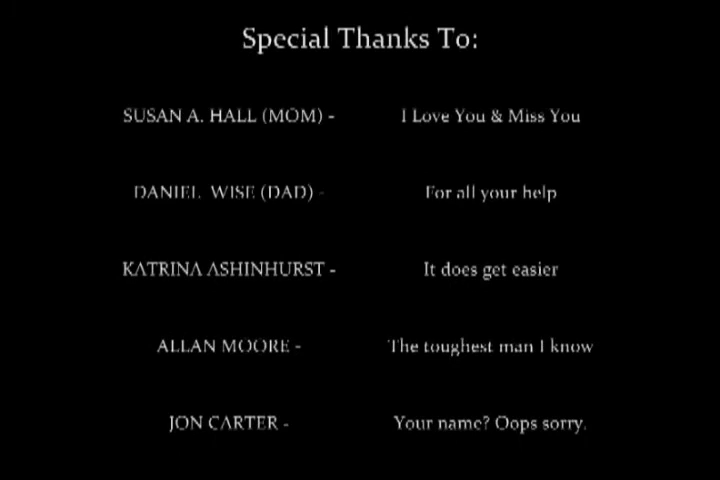 Special Thanks To:
SUSAN A. HALL (MOM) - I Love You & Miss You
DANIEL WISE (DAD) - For all your help
KATRINA ASHINHURST - It does get easier
ALLAN MOORE - The toughest man I know
JON CARTER - Your name? Oops sorry.